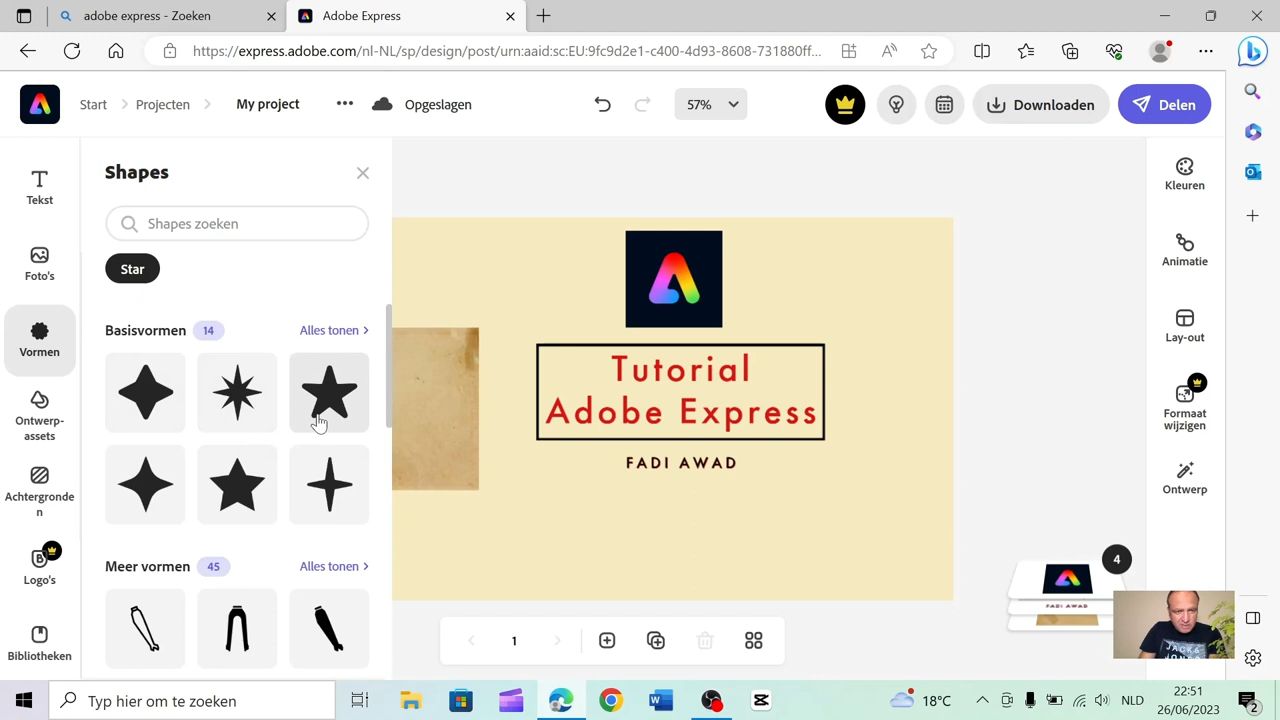 adobe express - Zoeken
Adobe Express
https://express.adobe.com/nl-NL/sp/design/post/urn:aaid:sc:EU:9fc9d2e1-c400-4d93-8608-731880ff...
Start
Projecten
My project
Opgeslagen
57%
Downloaden
Delen
Tekst
Foto's
Vormen
Ontwerp-
assets
Achtergronde
n
Logo's
Bibliotheken
Shapes
Shapes zoeken
Star
Basisvormen 14 Alles tonen
Meer vormen 45 Alles tonen
Tutorial
Adobe Express
FADI AWAD
1
Kleuren
Animatie
Lay-out
Formaat
wijzigen
Ontwerp
4
FADI AWAD
JACK &
Typ hier om te zoeken
18°C
NLD
22:51
26/06/2023
2